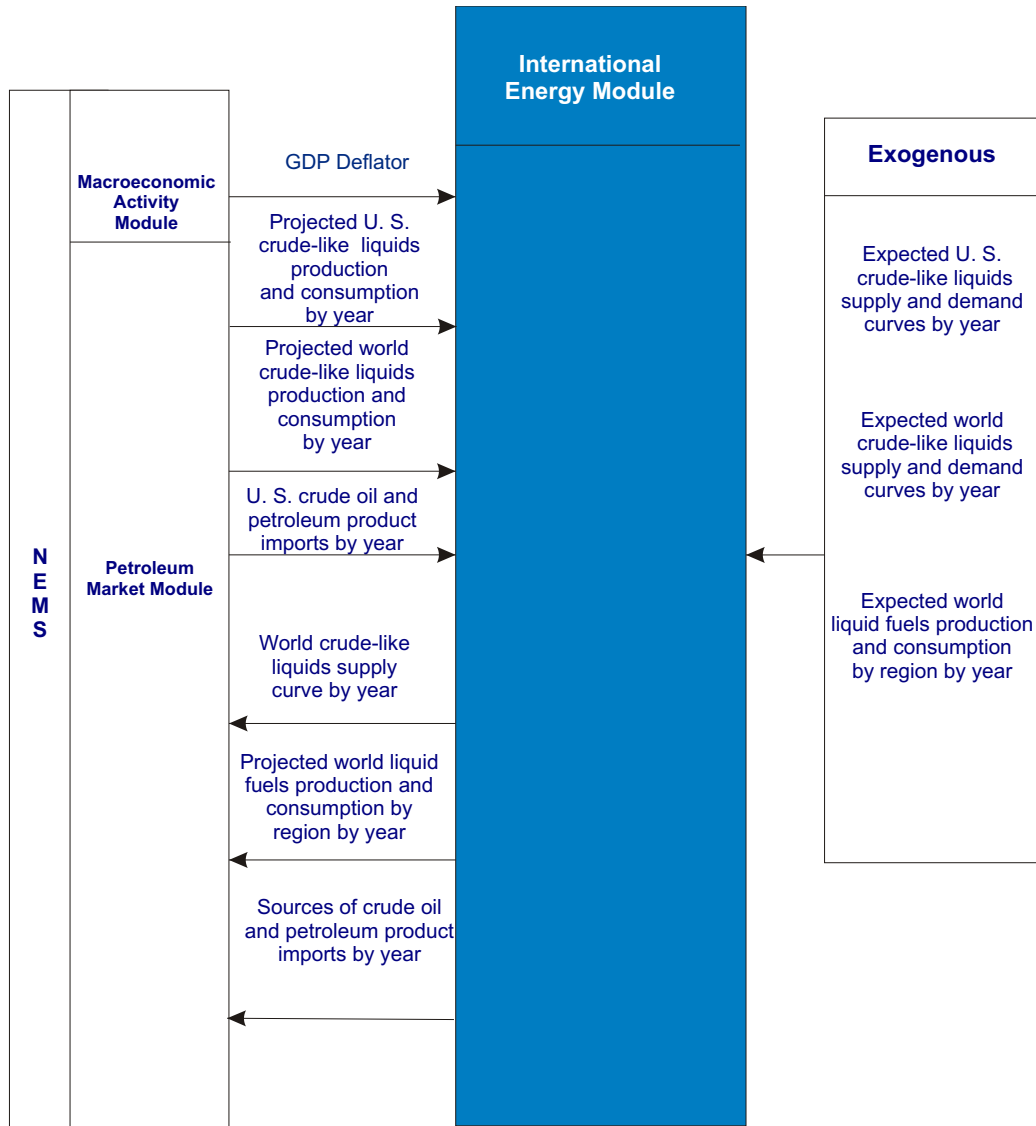 N
E
M
S
Macroeconomic
Activity
Module
Petroleum
Market Module
GDP Deflator
Projected U. S.
crude-like liquids
production
and consumption
by year
Projected world
crude-like liquids
production and
consumption
by year
U. S. crude oil and
petroleum product
imports by year
World crude-like
liquids supply
curve by year
Projected world liquid
fuels production and
consumption by
region by year
Sources of crude oil
and petroleum product
imports by year
International
Energy Module
Exogenous
Expected U. S.
crude-like liquids
supply and demand
curves by year
Expected world
crude-like liquids
supply and demand
curves by year
Expected world
liquid fuels production
and consumption
by region by year